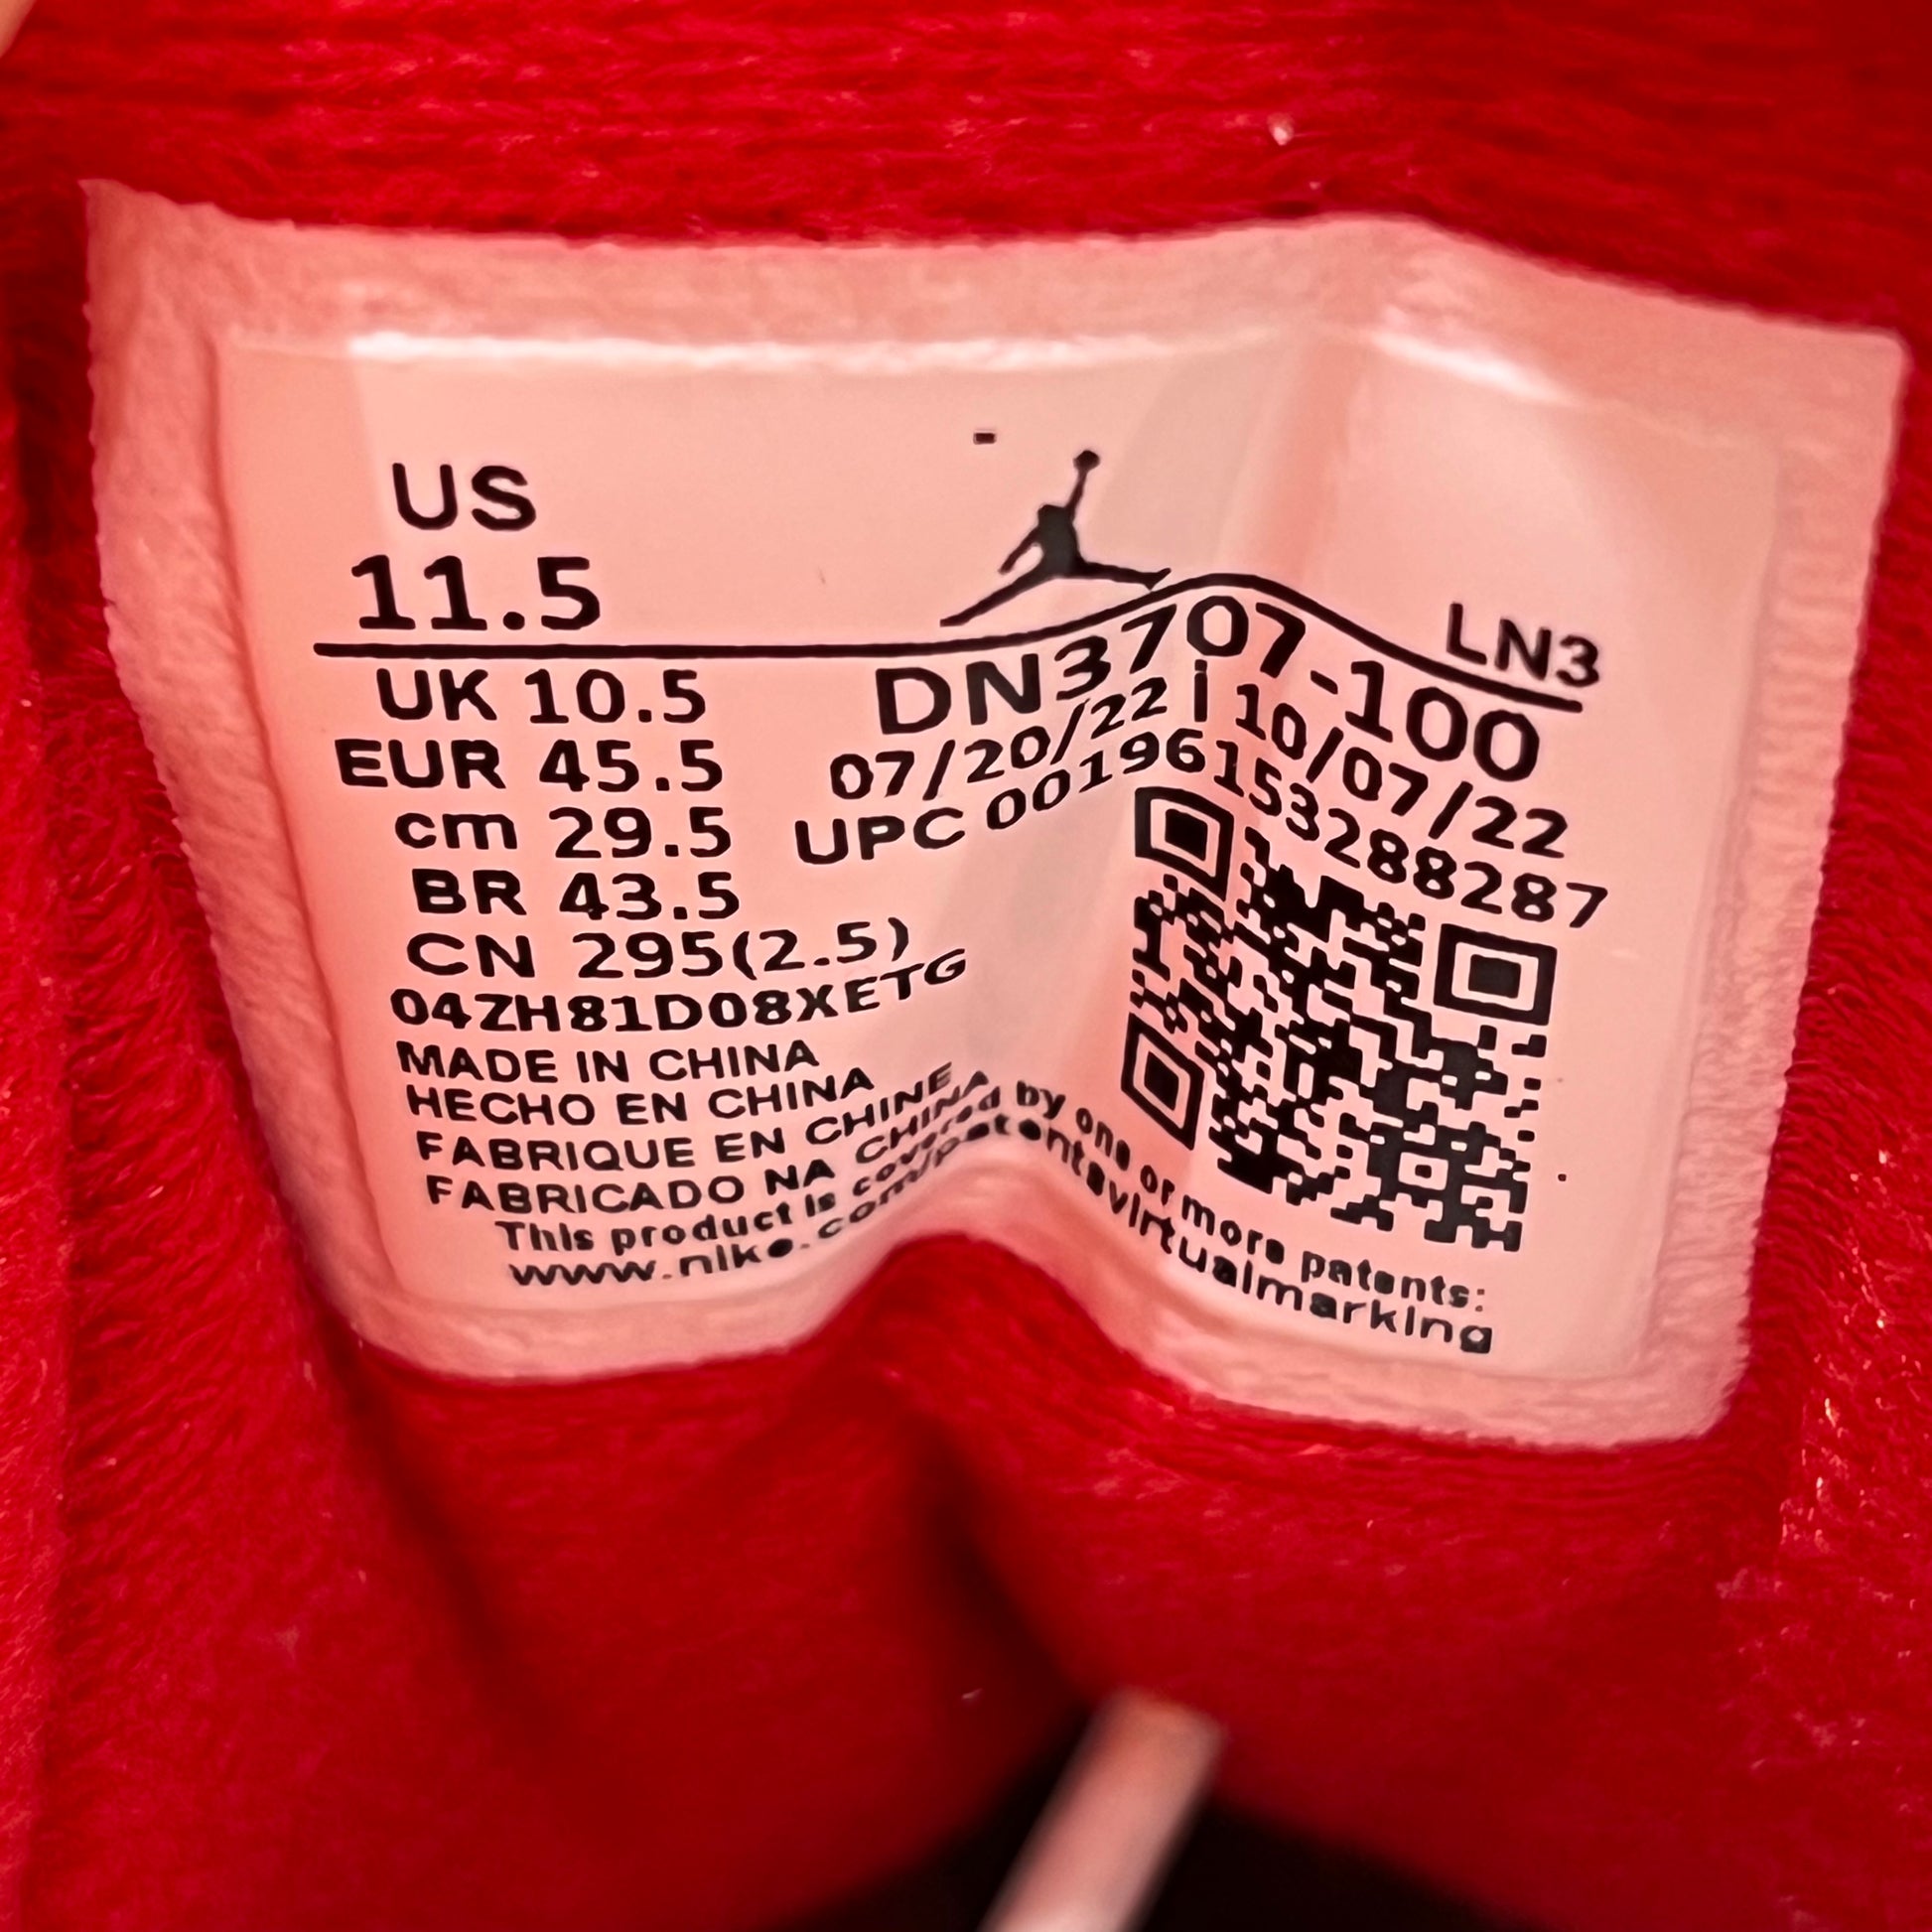 US
11.5
LN3
UK 10.5
EUR 45.5
cm 29.5
BR 43.5
CN 295(2.5)
04ZH81D08XETG
DN3707-100
07/20/22 i 10/07/22
UPC 00196153288287
MADE IN CHINA
HECHO EN CHINA
FABRIQUE EN CHINE
FABRICADO NA CHINA
This product is covered by one or more patents:
www.nike.com/patentsvirtualmarking